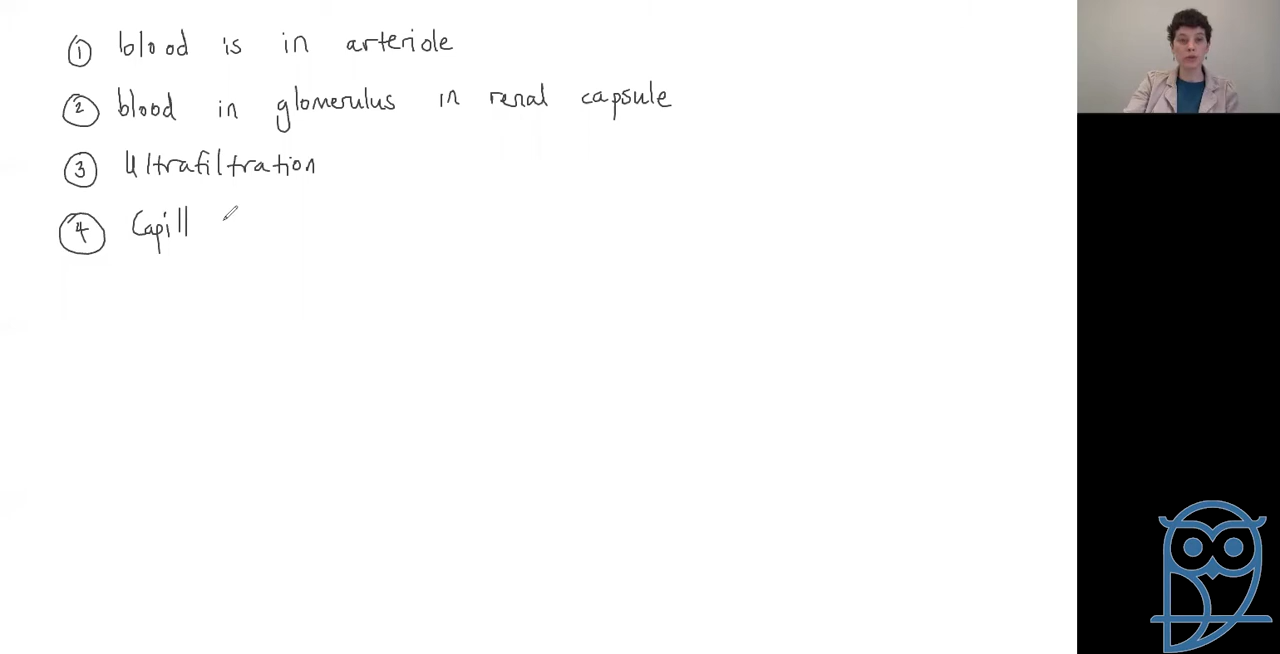 ① blood is in arteriole
② blood in glomerulus in renal capsule
③ Ultrafiltration
④ Capill